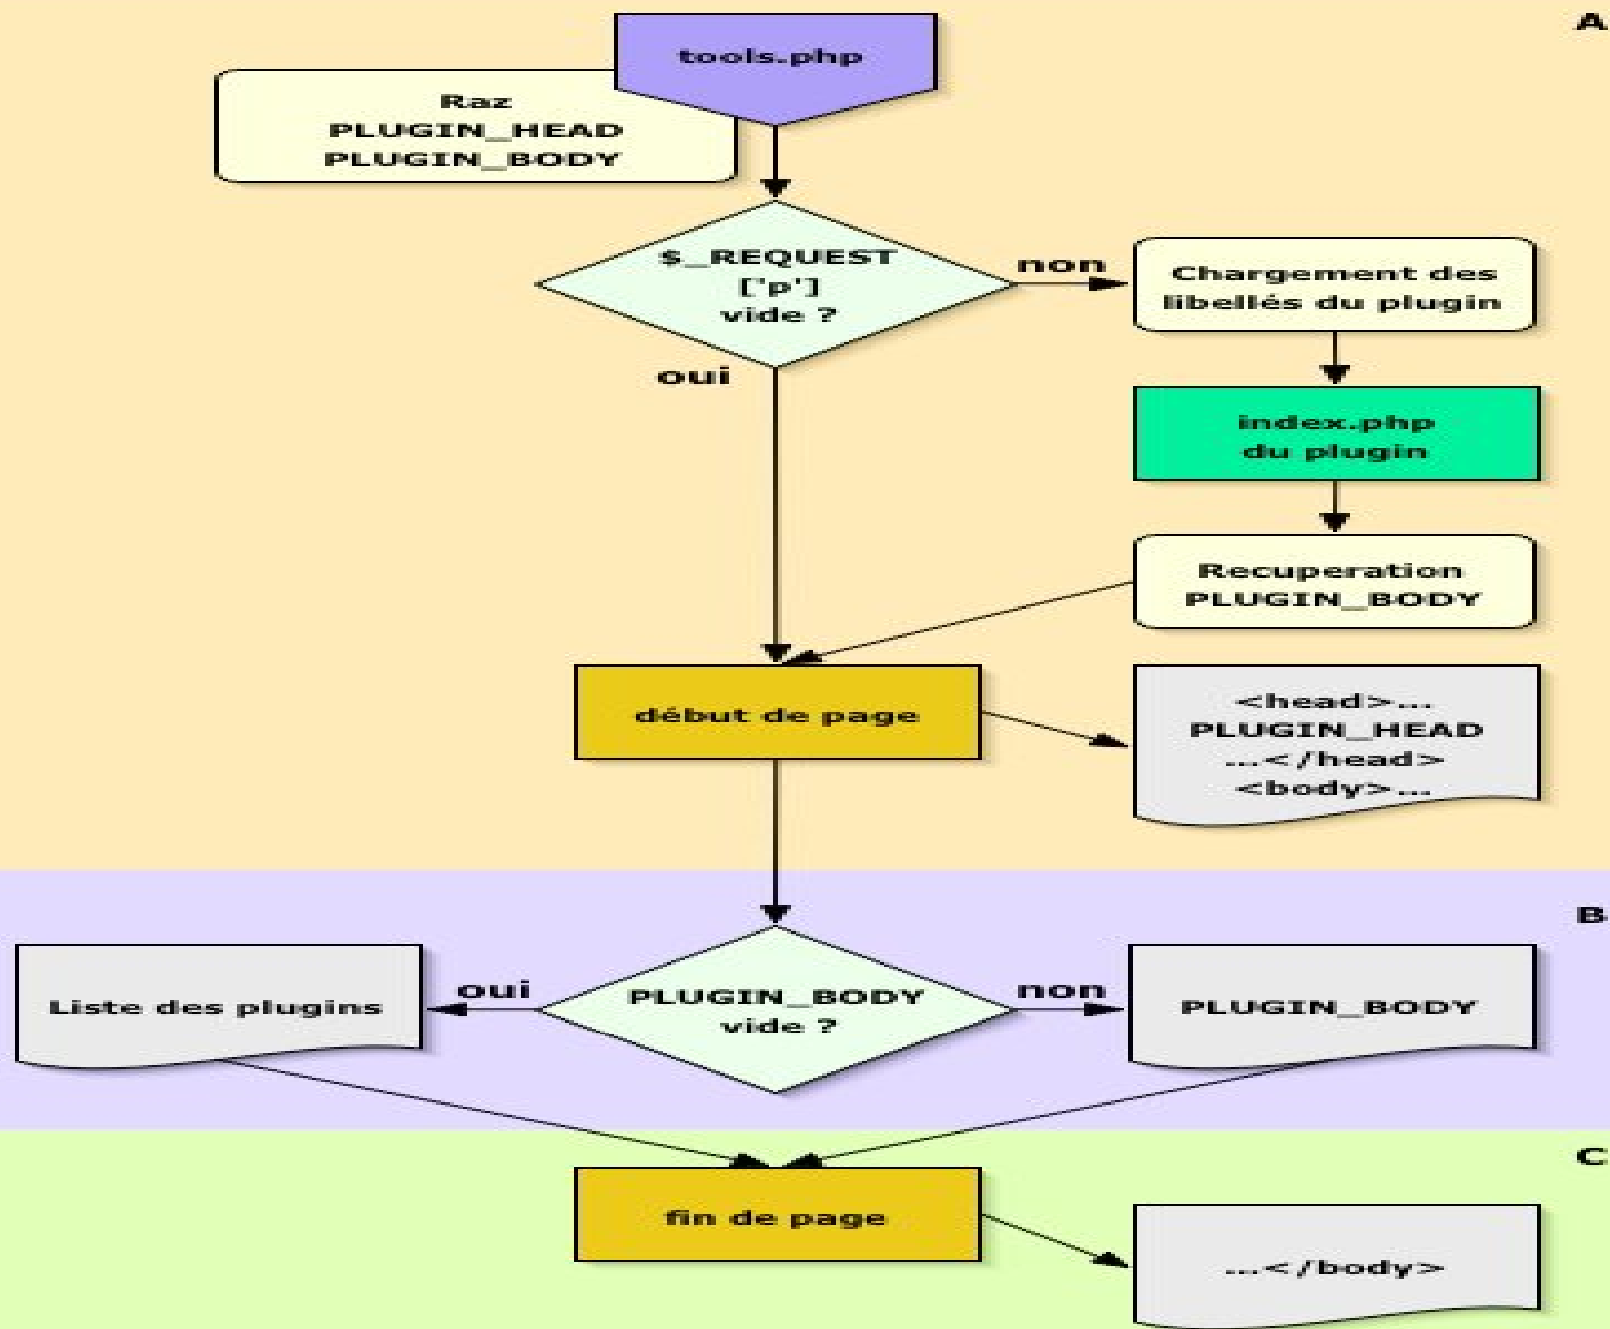 A
tools.php
Raz
PLUGIN_HEAD
PLUGIN_BODY
$_REQUEST
['p']
vide ?
non
Chargement des
libellés du plugin
oui
index.php
du plugin
Recuperation
PLUGIN_BODY
début de page
<head>...
PLUGIN_HEAD
...</head>
<body>...
B
Liste des plugins
oui
PLUGIN_BODY
vide ?
non
PLUGIN_BODY
C
fin de page
...</body>